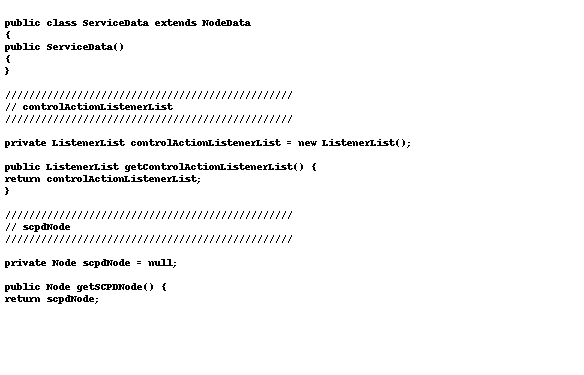 public class ServiceData extends NodeData
{
public ServiceData()
{
}
////////////////////////////////////////////////
// controlActionListenerList
////////////////////////////////////////////////
private ListenerList controlActionListenerList = new ListenerList();
public ListenerList getControlActionListenerList() {
return controlActionListenerList;
}
////////////////////////////////////////////////
// scpdNode
////////////////////////////////////////////////
private Node scpdNode = null;
public Node getSCPDNode() {
return scpdNode;